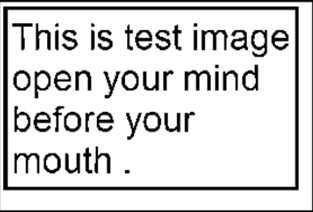 This is test image
open your mind
before your
mouth .